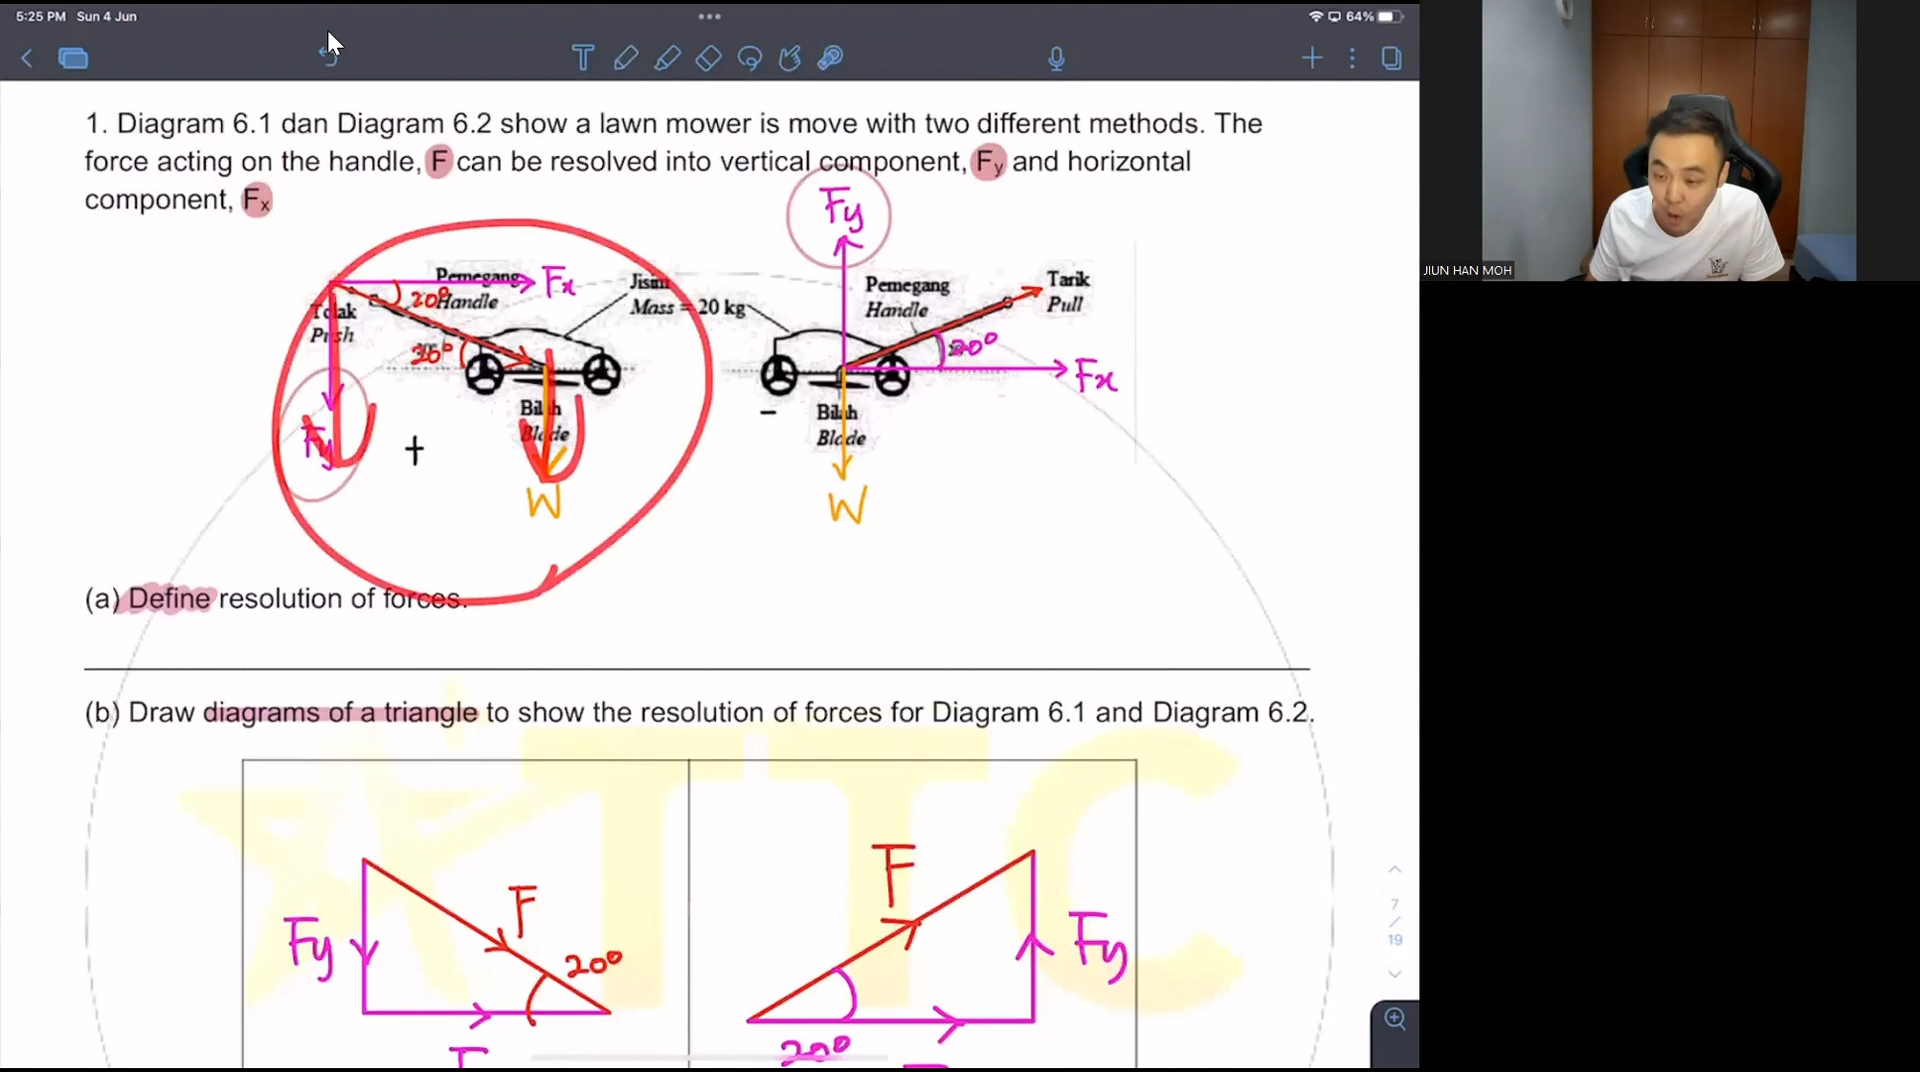 5:25 PM Sun 4 Jun
64%
1. Diagram 6.1 dan Diagram 6.2 show a lawn mower is move with two different methods. The
force acting on the handle, F can be resolved into vertical component, Fy and horizontal
component, Fx
Fy
Pemegang
Handle
Fx
20°
Tolak
Push
Jisim
Mass = 20 kg
Pemegang
Handle
Tarik
Pull
20°
20°
Fx
Bilah
Blade
Bilah
Blade
Fy
+
−
W
W
(a) Define resolution of forces.
(b) Draw diagrams of a triangle to show the resolution of forces for Diagram 6.1 and Diagram 6.2.
TTC
F
Fy
20°
F
Fy
20°
7
/
19
JIUN HAN MOH